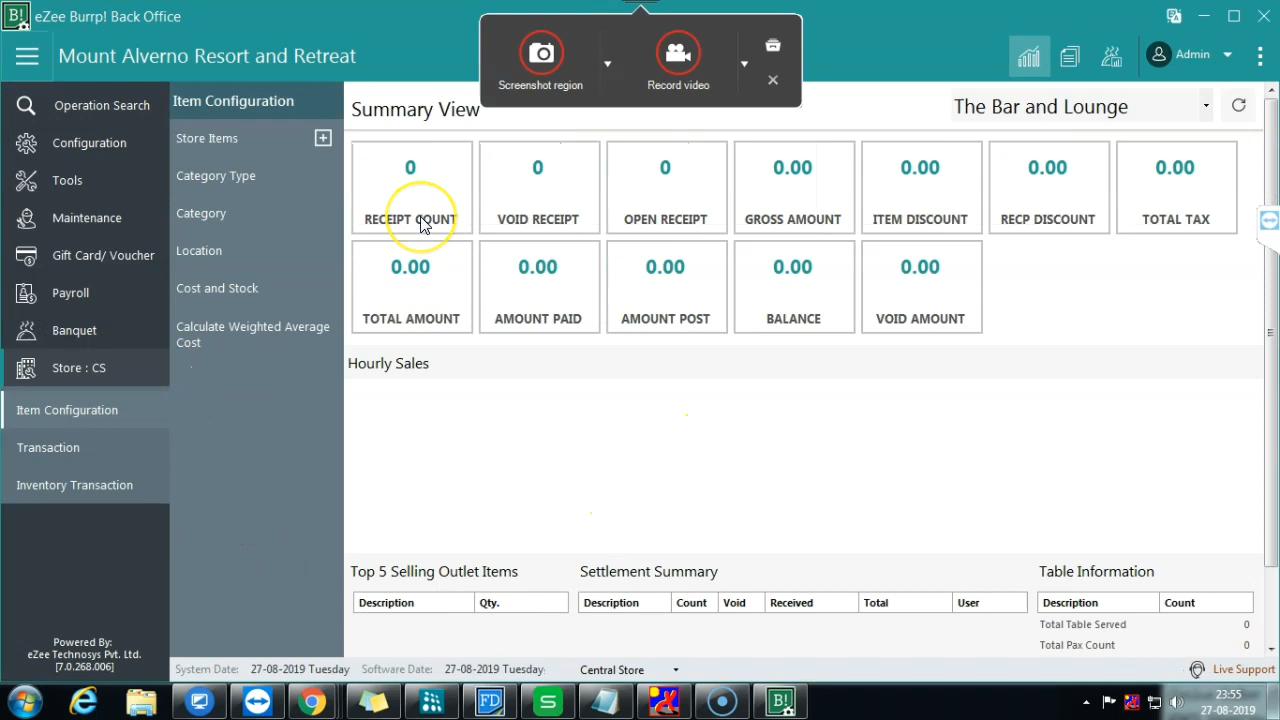 B! eZee Burrp! Back Office
Mount Alverno Resort and Retreat
Screenshot region
Record video
Admin
Operation Search
Configuration
Tools
Maintenance
Gift Card/ Voucher
Payroll
Banquet
Store : CS
Item Configuration
Transaction
Inventory Transaction
Powered By:
eZee Technosys Pvt. Ltd.
[7.0.268.006]
Item Configuration
Store Items
Category Type
Category
Location
Cost and Stock
Calculate Weighted Average
Cost
Summary View
The Bar and Lounge
0 0 0 0.00 0.00 0.00 0.00
RECEIPT COUNT VOID RECEIPT OPEN RECEIPT GROSS AMOUNT ITEM DISCOUNT RECP DISCOUNT TOTAL TAX
0.00 0.00 0.00 0.00 0.00
TOTAL AMOUNT AMOUNT PAID AMOUNT POST BALANCE VOID AMOUNT
Hourly Sales
Top 5 Selling Outlet Items
Description Qty.
Settlement Summary
Description Count Void Received Total User
Table Information
Description Count
Total Table Served 0
Total Pax Count 0
System Date: 27-08-2019 Tuesday Software Date: 27-08-2019 Tuesday Central Store Live Support
FD S B!
23:55
27-08-2019